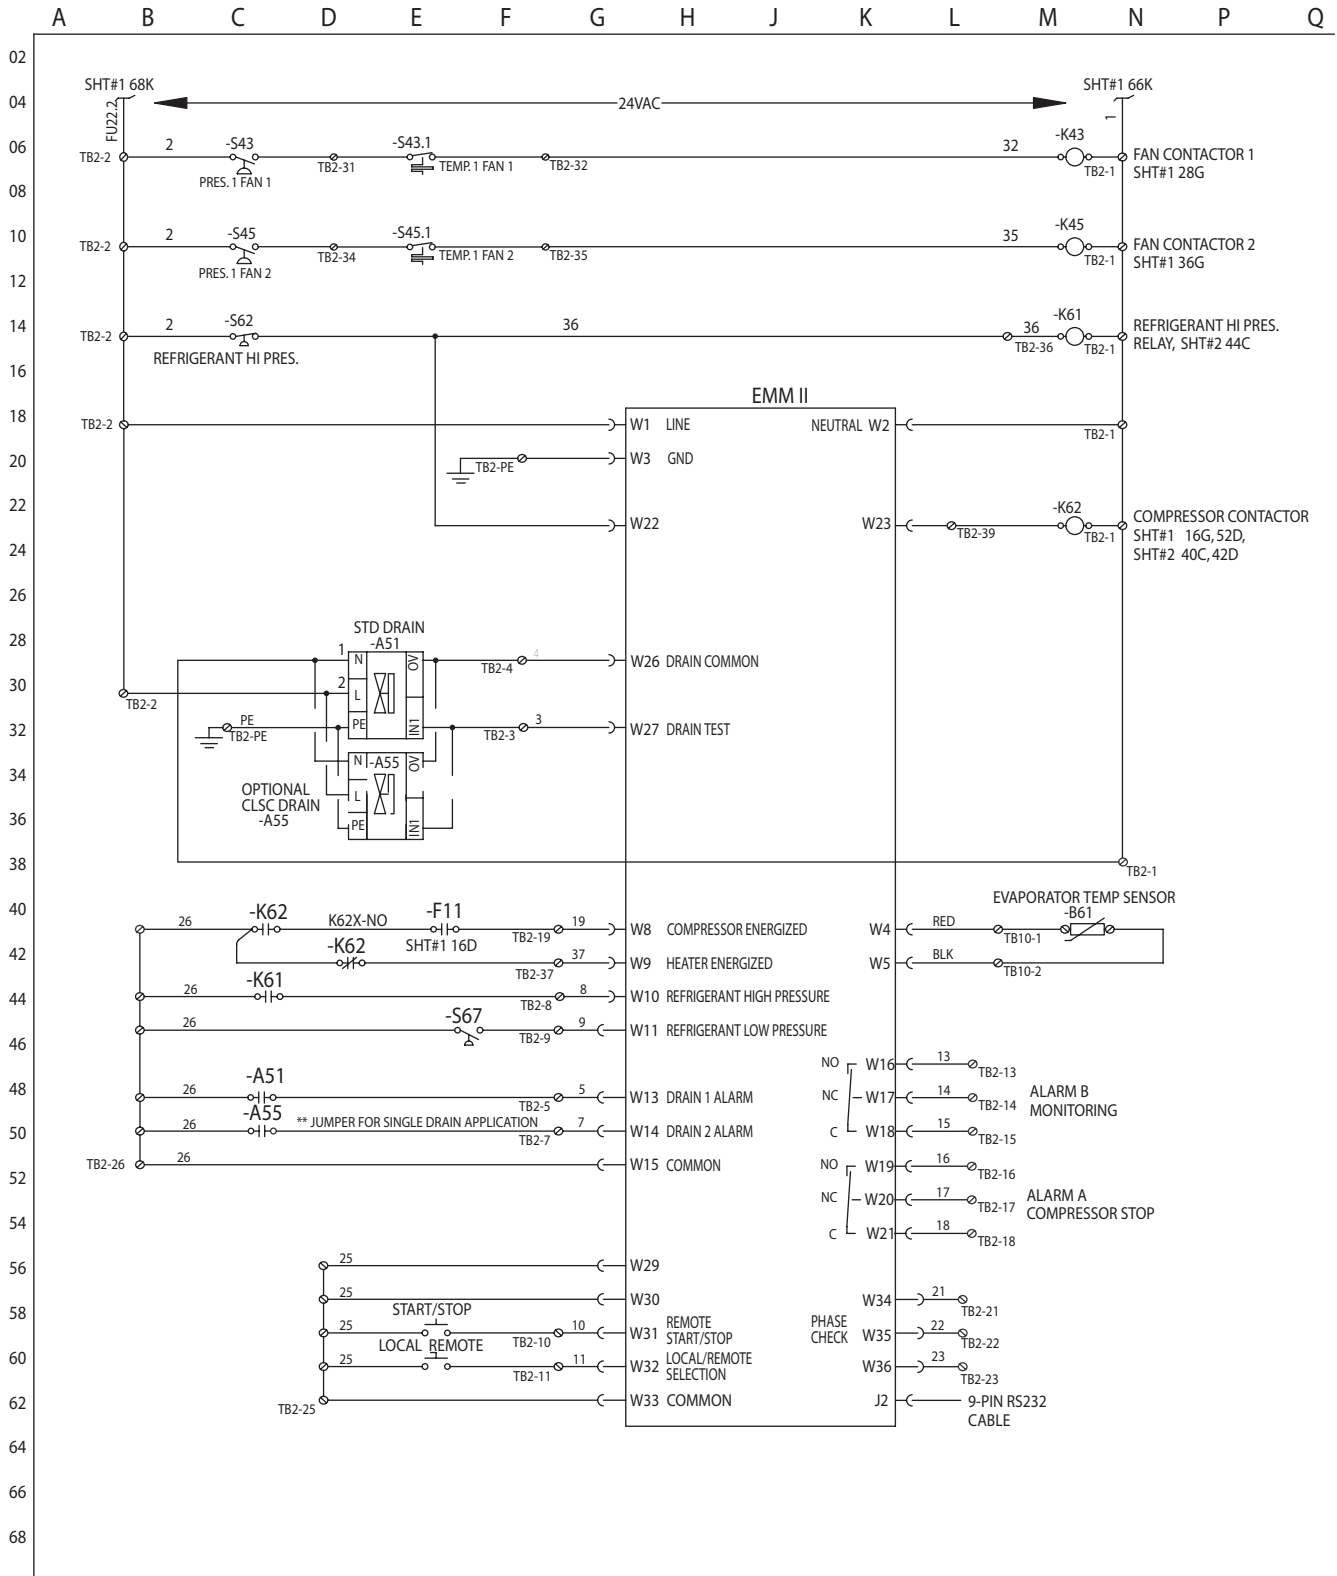 A B C D E F G H J K L M N P Q
02
SHT#1 68K SHT#1 66K
04 24VAC
FU22.2 1
06 2 -S43 -S43.1 32 -K43
TB2-2 TB2-31 TEMP. 1 FAN 1 TB2-32 TB2-1 FAN CONTACTOR 1
PRES. 1 FAN 1 SHT#1 28G
08
10 2 -S45 -S45.1 35 -K45
TB2-2 TB2-34 TEMP. 1 FAN 2 TB2-35 TB2-1 FAN CONTACTOR 2
PRES. 1 FAN 2 SHT#1 36G
12
14 2 -S62 36 36 -K61
TB2-2 TB2-36 TB2-1 REFRIGERANT HI PRES.
REFRIGERANT HI PRES. RELAY, SHT#2 44C
16
EMM II
18 TB2-2 W1 LINE NEUTRAL W2 TB2-1
20 TB2-PE W3 GND
22 W22 W23 TB2-39 -K62 TB2-1 COMPRESSOR CONTACTOR
SHT#1 16G, 52D,
24 SHT#2 40C, 42D
26
28 STD DRAIN
-A51
1 N OV TB2-4 4 W26 DRAIN COMMON
30 TB2-2 2 L
32 PE TB2-PE PE IN1 TB2-3 3 W27 DRAIN TEST
34 N -A55 OV
OPTIONAL L
CLSC DRAIN
36 -A55 PE IN1
38 TB2-1
40 EVAPORATOR TEMP SENSOR
26 -K62 K62X-NO -F11 19 W8 COMPRESSOR ENERGIZED W4 RED -B61
SHT#1 16D TB2-19 TB10-1
42 -K62 37 W9 HEATER ENERGIZED W5 BLK
TB2-37 TB10-2
44 26 -K61 8 W10 REFRIGERANT HIGH PRESSURE
TB2-8
26 -S67 9 W11 REFRIGERANT LOW PRESSURE
46 TB2-9
NO W16 13 TB2-13
48 26 -A51 5 W13 DRAIN 1 ALARM NC W17 14 TB2-14 ALARM B
TB2-5 MONITORING
50 26 -A55 ** JUMPER FOR SINGLE DRAIN APPLICATION 7 W14 DRAIN 2 ALARM C W18 15 TB2-15
TB2-7
TB2-26 26 W15 COMMON NO W19 16 TB2-16
52
NC W20 17 TB2-17 ALARM A
COMPRESSOR STOP
54 C W21 18 TB2-18
56 25 W29
25 W30 W34 21 TB2-21
58 START/STOP
25 TB2-10 10 W31 REMOTE START/STOP PHASE CHECK W35 22 TB2-22
LOCAL REMOTE
60 25 TB2-11 11 W32 LOCAL/REMOTE SELECTION W36 23 TB2-23
62 TB2-25 W33 COMMON J2 9-PIN RS232
CABLE
64
66
68